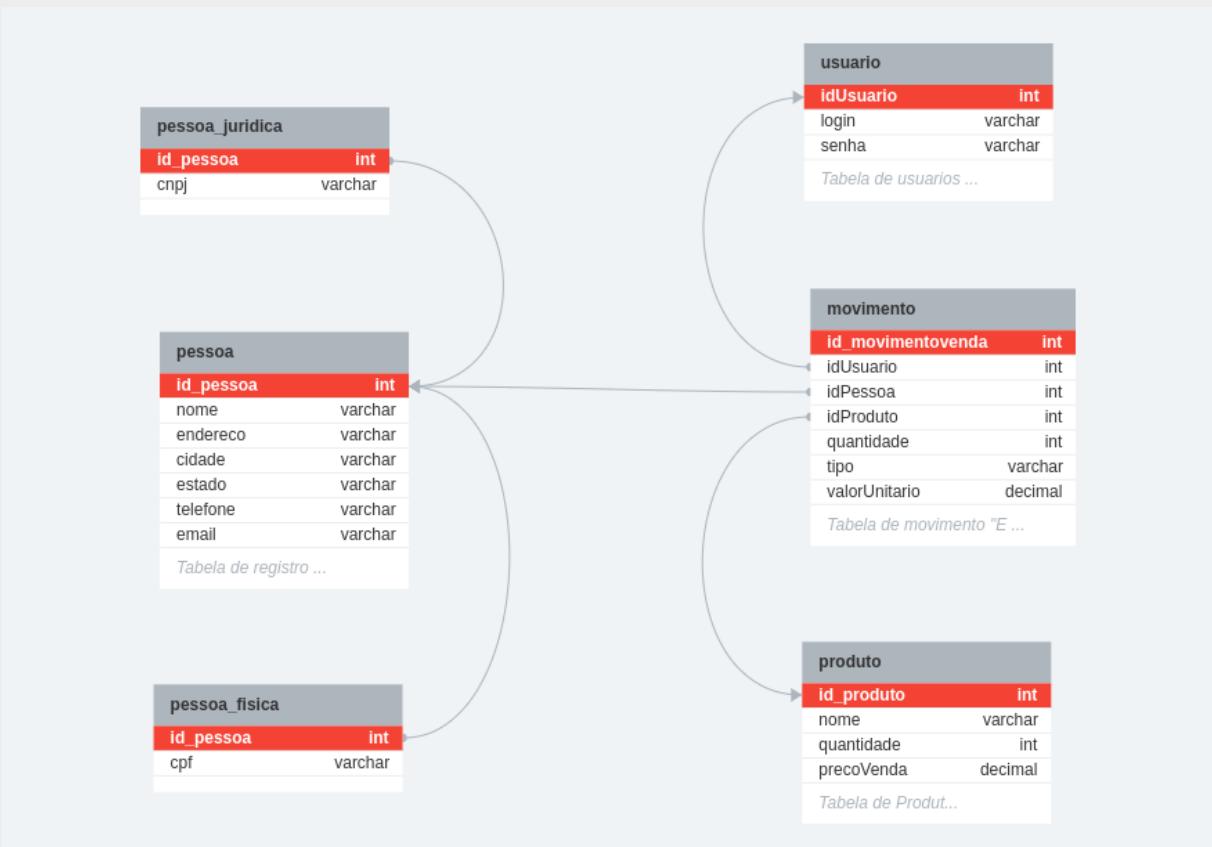 pessoa_juridica
id_pessoa int
cnpj varchar
pessoa
id_pessoa int
nome varchar
endereco varchar
cidade varchar
estado varchar
telefone varchar
email varchar
Tabela de registro ...
pessoa_fisica
id_pessoa int
cpf varchar
usuario
idUsuario int
login varchar
senha varchar
Tabela de usuarios ...
movimento
id_movimentovenda int
idUsuario int
idPessoa int
idProduto int
quantidade int
tipo varchar
valorUnitario decimal
Tabela de movimento "E ...
produto
id_produto int
nome varchar
quantidade int
precoVenda decimal
Tabela de Produt...